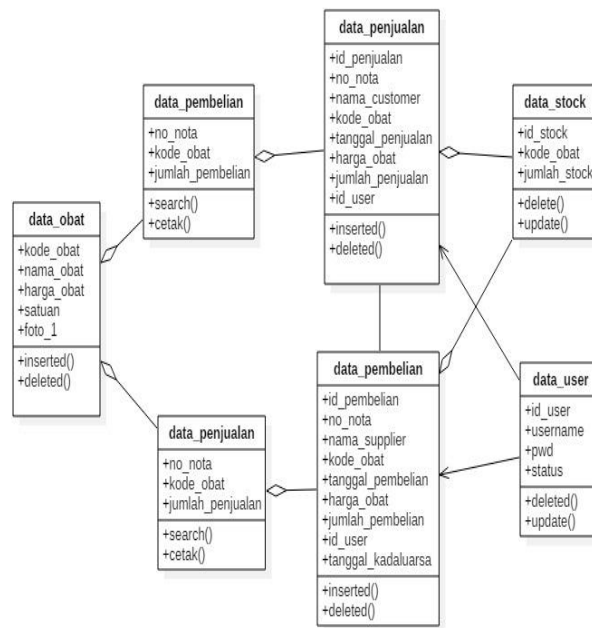 data_penjualan
+id_penjualan
+no_nota
+nama_customer
+kode_obat
+tanggal_penjualan
+harga_obat
+jumlah_penjualan
+id_user
+inserted()
+deleted()
data_pembelian
+no_nota
+kode_obat
+jumlah_pembelian
+search()
+cetak()
data_stock
+id_stock
+kode_obat
+jumlah_stock
+delete()
+update()
data_obat
+kode_obat
+nama_obat
+harga_obat
+satuan
+foto_1
+inserted()
+deleted()
data_pembelian
+id_pembelian
+no_nota
+nama_supplier
+kode_obat
+tanggal_pembelian
+harga_obat
+jumlah_pembelian
+id_user
+tanggal_kadaluarsa
+inserted()
+deleted()
data_user
+id_user
+username
+pwd
+status
+deleted()
+update()
data_penjualan
+no_nota
+kode_obat
+jumlah_penjualan
+search()
+cetak()